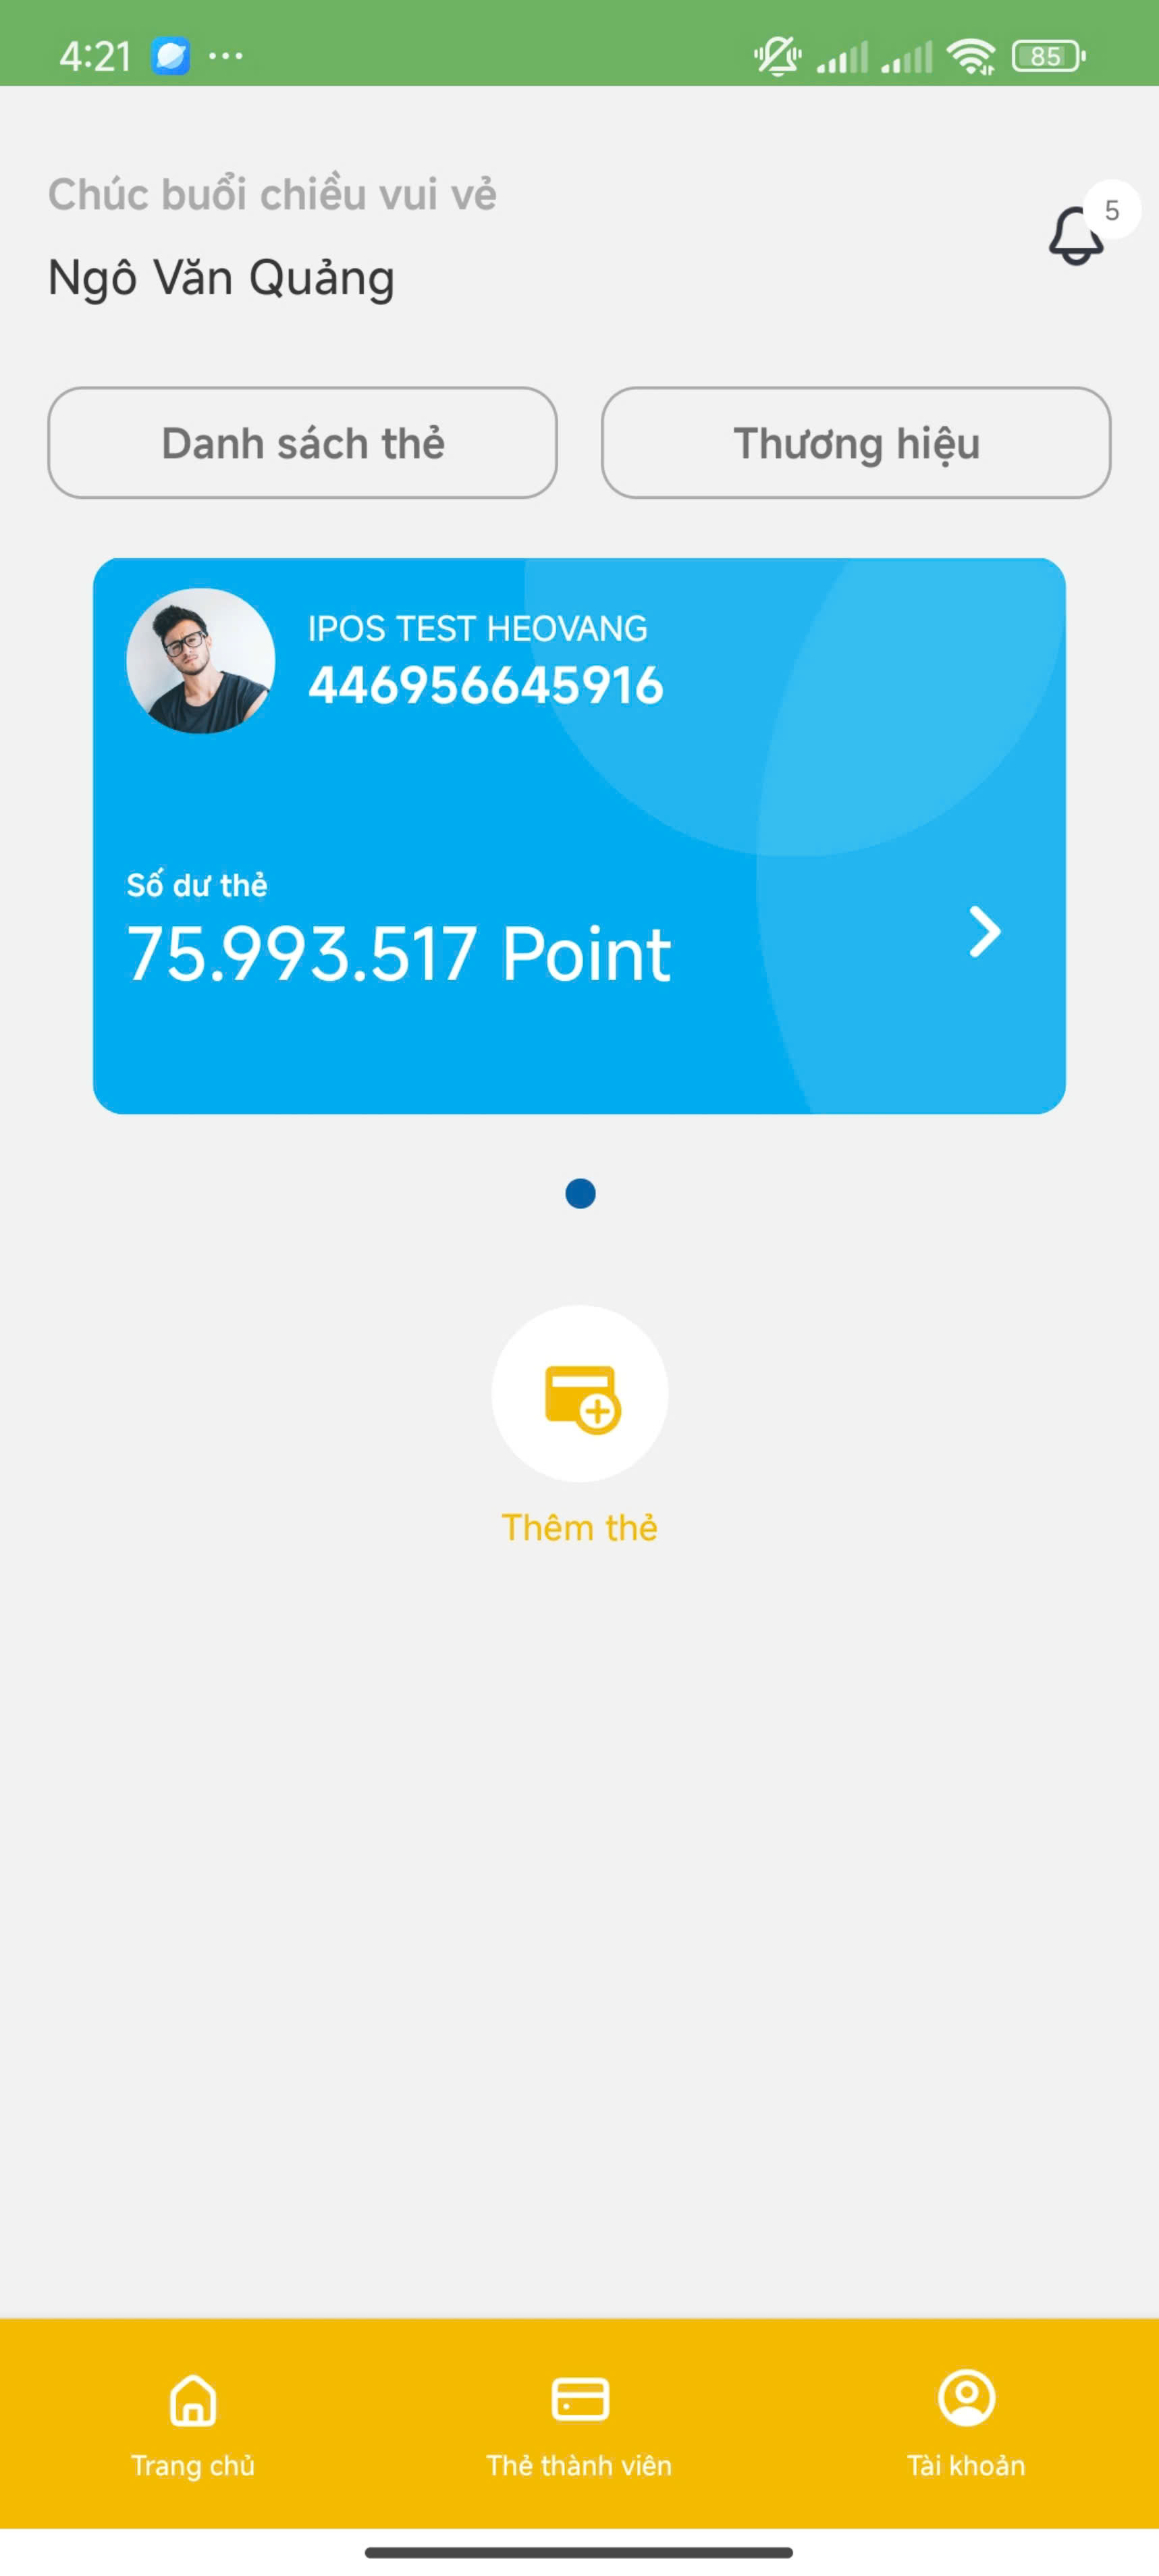 4:21
85
Chúc buổi chiều vui vẻ
5
Ngô Văn Quảng
Danh sách thẻ
Thương hiệu
IPOS TEST HEOVANG
446956645916
Số dư thẻ
75.993.517 Point
Thêm thẻ
Trang chủ
Thẻ thành viên
Tài khoản